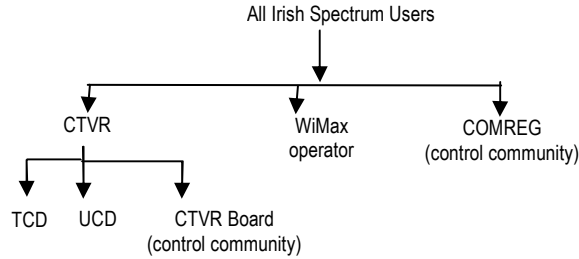 All Irish Spectrum Users
CTVR
WiMax
operator
COMREG
(control community)
TCD
UCD
CTVR Board
(control community)